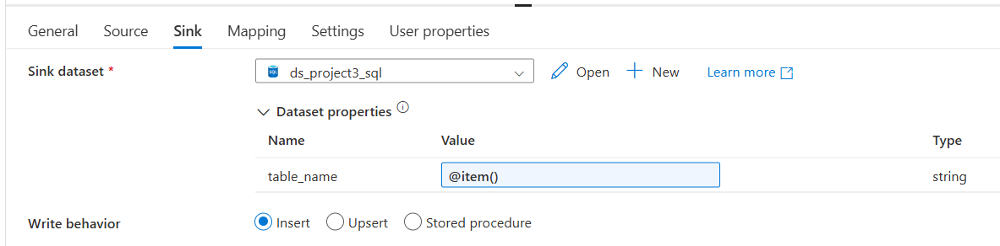 General Source Sink Mapping Settings User properties
Sink dataset * SQL ds_project3_sql Open New Learn more
Dataset properties
Name Value Type
table_name @item() string
Write behavior Insert Upsert Stored procedure